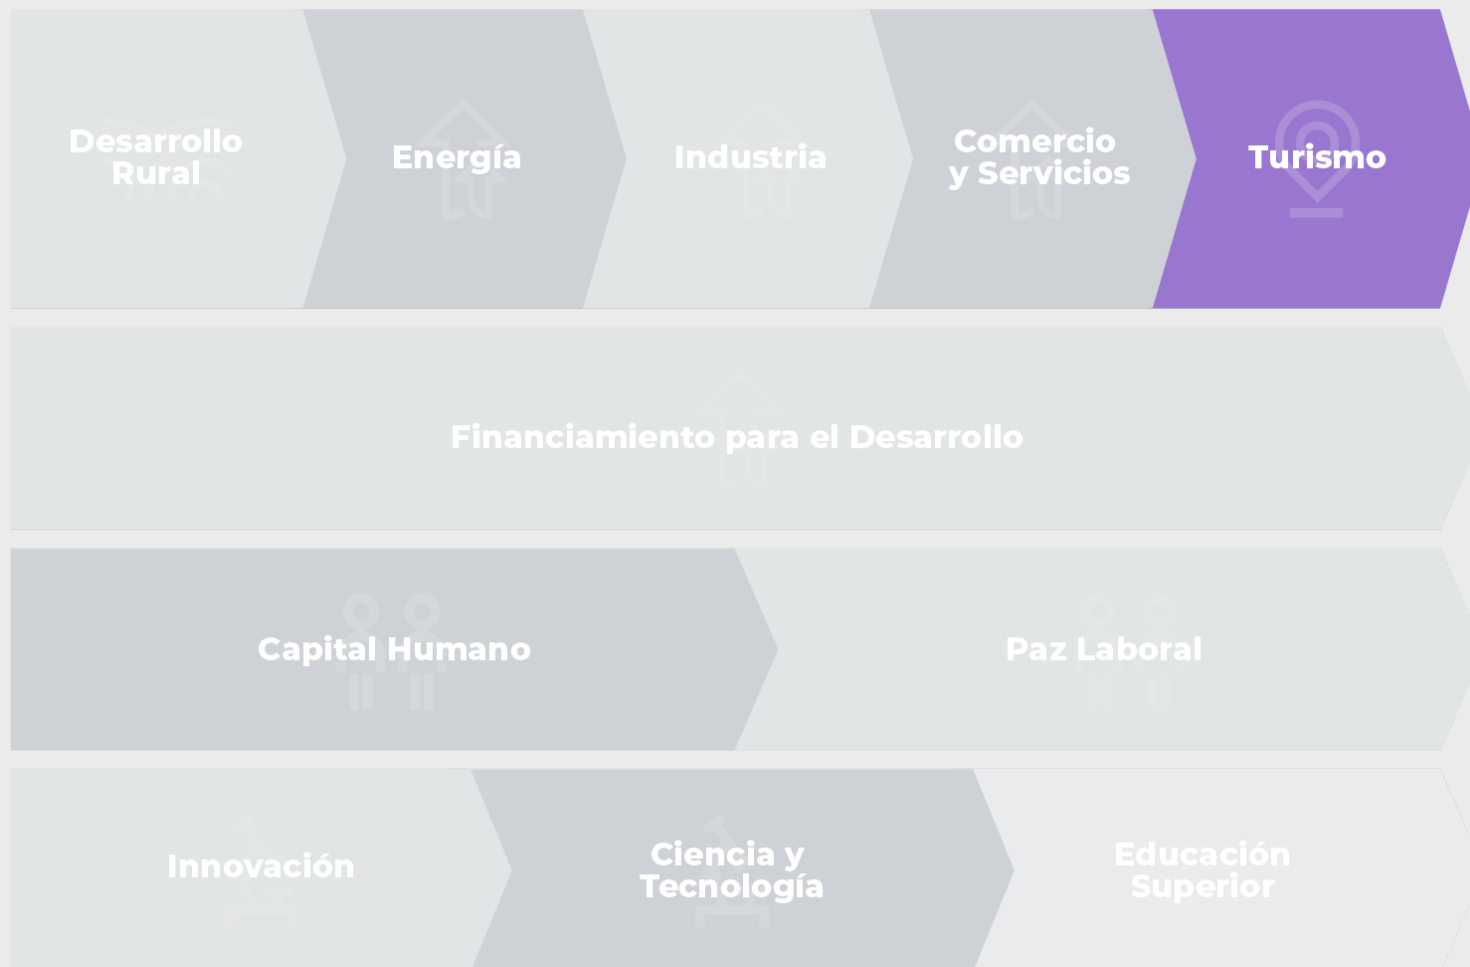 Desarrollo
Rural
Energía
Industria
Comercio
y Servicios
Turismo
Financiamiento para el Desarrollo
Capital Humano
Paz Laboral
Innovación
Ciencia y
Tecnología
Educación
Superior